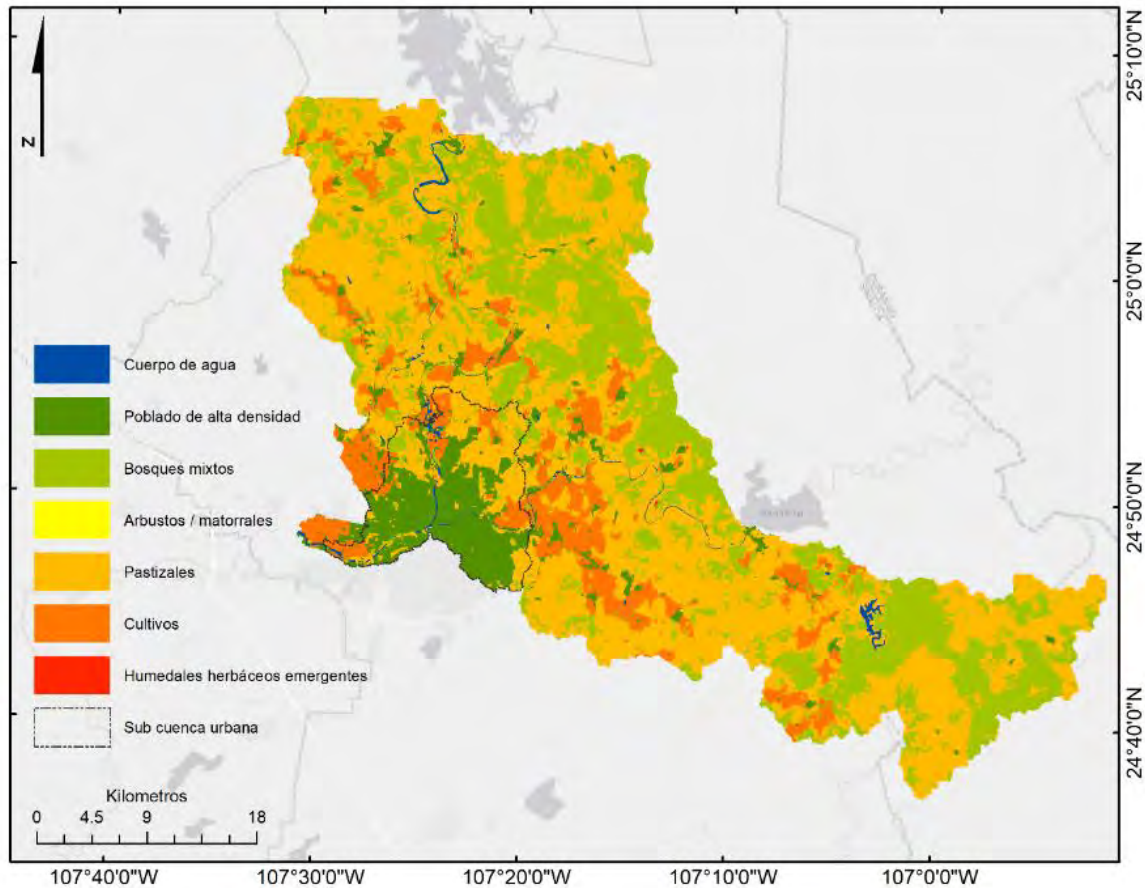 N
25°10'0"N
25°0'0"N
24°50'0"N
24°40'0"N
Cuerpo de agua
Poblado de alta densidad
Bosques mixtos
Arbustos / matorrales
Pastizales
Cultivos
Humedales herbáceos emergentes
Sub cuenca urbana
Kilometros
0 4.5 9 18
107°40'0"W 107°30'0"W 107°20'0"W 107°10'0"W 107°0'0"W